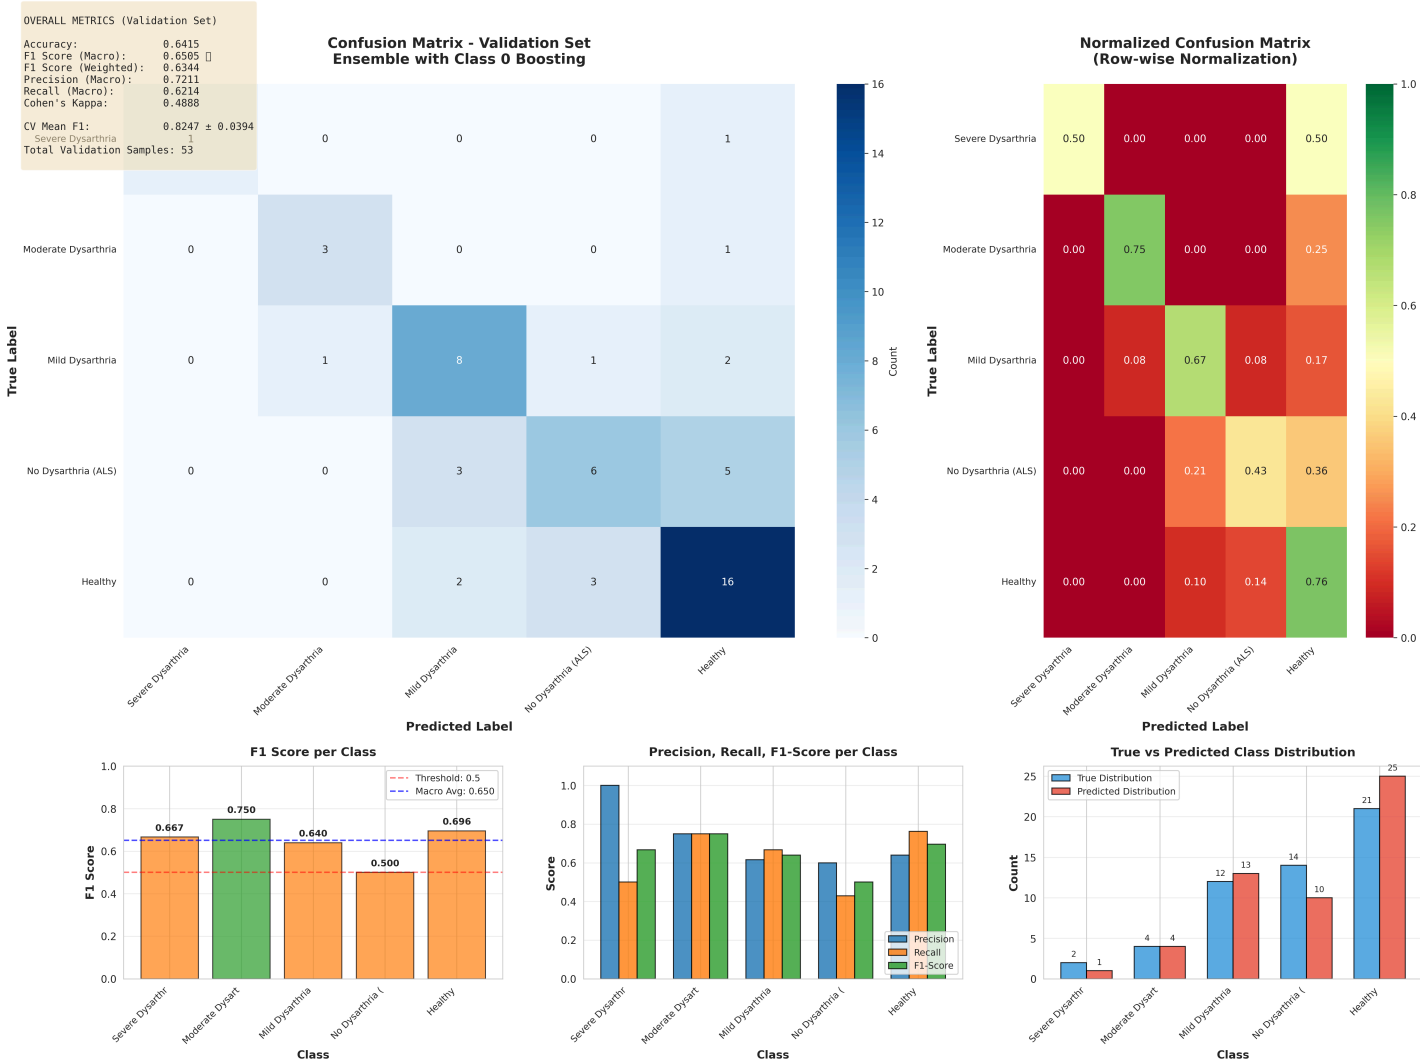 OVERALL METRICS (Validation Set)
Accuracy: 0.6415
F1 Score (Macro): 0.6505
F1 Score (Weighted): 0.6344
Precision (Macro): 0.7211
Recall (Macro): 0.6214
Cohen's Kappa: 0.4888
CV Mean F1: 0.8247 ± 0.0394
Total Validation Samples: 53
Confusion Matrix - Validation Set
Ensemble with Class 0 Boosting
True Label
Severe Dysarthria 1 0 0 0 1
Moderate Dysarthria 0 3 0 0 1
Mild Dysarthria 0 1 8 1 2
No Dysarthria (ALS) 0 0 3 6 5
Healthy 0 0 2 3 16
Severe Dysarthria
Moderate Dysarthria
Mild Dysarthria
No Dysarthria (ALS)
Healthy
Predicted Label
16
14
12
10
8
6
4
2
0
Count
Normalized Confusion Matrix
(Row-wise Normalization)
True Label
Severe Dysarthria 0.50 0.00 0.00 0.00 0.50
Moderate Dysarthria 0.00 0.75 0.00 0.00 0.25
Mild Dysarthria 0.00 0.08 0.67 0.08 0.17
No Dysarthria (ALS) 0.00 0.00 0.21 0.43 0.36
Healthy 0.00 0.00 0.10 0.14 0.76
Severe Dysarthria
Moderate Dysarthria
Mild Dysarthria
No Dysarthria (ALS)
Healthy
Predicted Label
1.0
0.8
0.6
0.4
0.2
0.0
F1 Score per Class
F1 Score
1.0
0.8
0.6
0.4
0.2
0.0
Threshold: 0.5
Macro Avg: 0.650
0.667
0.750
0.640
0.500
0.696
Severe Dysarthr
Moderate Dysart
Mild Dysarthria
No Dysarthria (
Healthy
Class
Precision, Recall, F1-Score per Class
Score
1.0
0.8
0.6
0.4
0.2
0.0
Precision
Recall
F1-Score
Severe Dysarthr
Moderate Dysart
Mild Dysarthria
No Dysarthria (
Healthy
Class
True vs Predicted Class Distribution
Count
25
20
15
10
5
0
True Distribution
Predicted Distribution
2
1
4
4
12
13
14
10
21
25
Severe Dysarthr
Moderate Dysart
Mild Dysarthria
No Dysarthria (
Healthy
Class